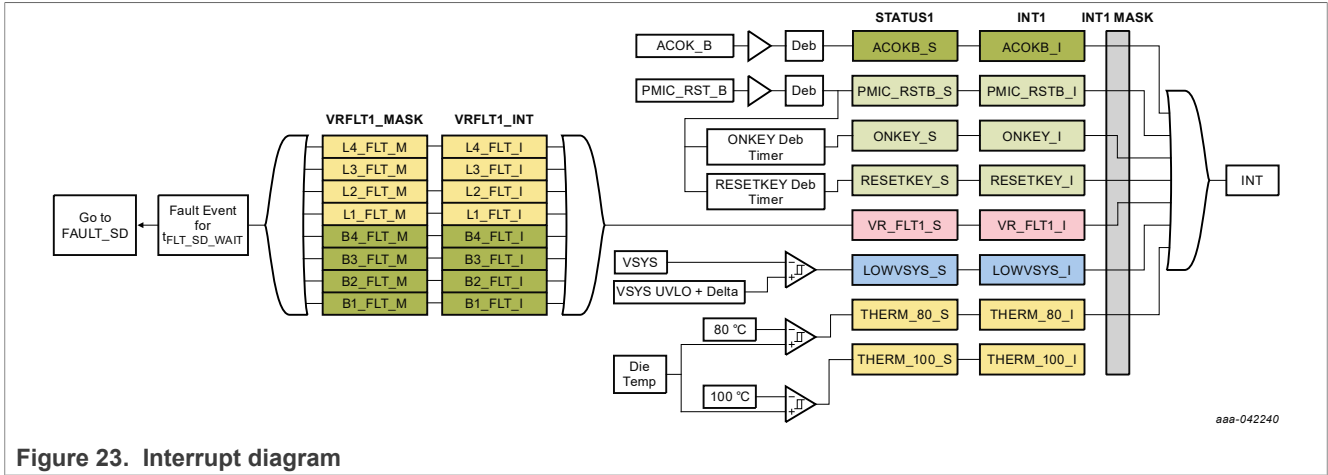 STATUS1
INT1
INT1 MASK
ACOK_B
Deb
ACOKB_S
ACOKB_I
PMIC_RST_B
Deb
PMIC_RSTB_S
PMIC_RSTB_I
VRFLT1_MASK
VRFLT1_INT
ONKEY Deb
Timer
ONKEY_S
ONKEY_I
L4_FLT_M
L4_FLT_I
L3_FLT_M
L3_FLT_I
RESETKEY Deb
Timer
RESETKEY_S
RESETKEY_I
INT
L2_FLT_M
L2_FLT_I
L1_FLT_M
L1_FLT_I
Go to
FAULT_SD
Fault Event
for
tFLT_SD_WAIT
VR_FLT1_S
VR_FLT1_I
B4_FLT_M
B4_FLT_I
B3_FLT_M
B3_FLT_I
B2_FLT_M
B2_FLT_I
B1_FLT_M
B1_FLT_I
VSYS
−
+
LOWVSYS_S
LOWVSYS_I
VSYS UVLO + Delta
80 °C
−
+
THERM_80_S
THERM_80_I
Die
Temp
THERM_100_S
THERM_100_I
100 °C
−
+
aaa-042240
Figure 23. Interrupt diagram